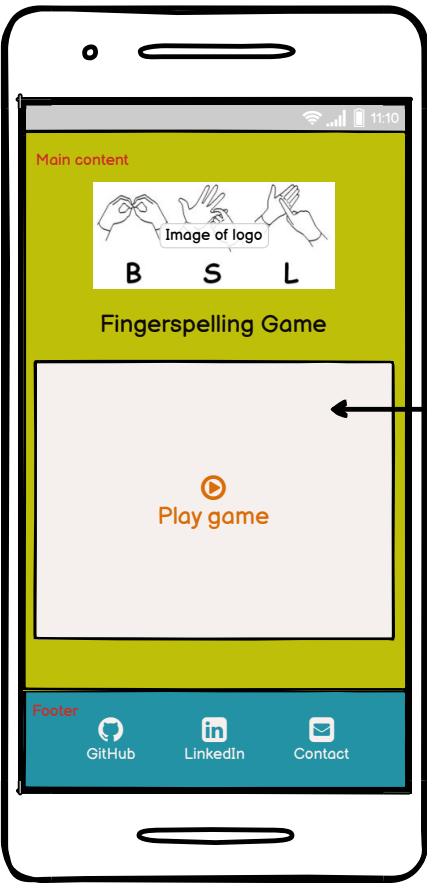 11:10
Main content
Image of logo
B S L
Fingerspelling Game
Play game
Footer
GitHub LinkedIn Contact